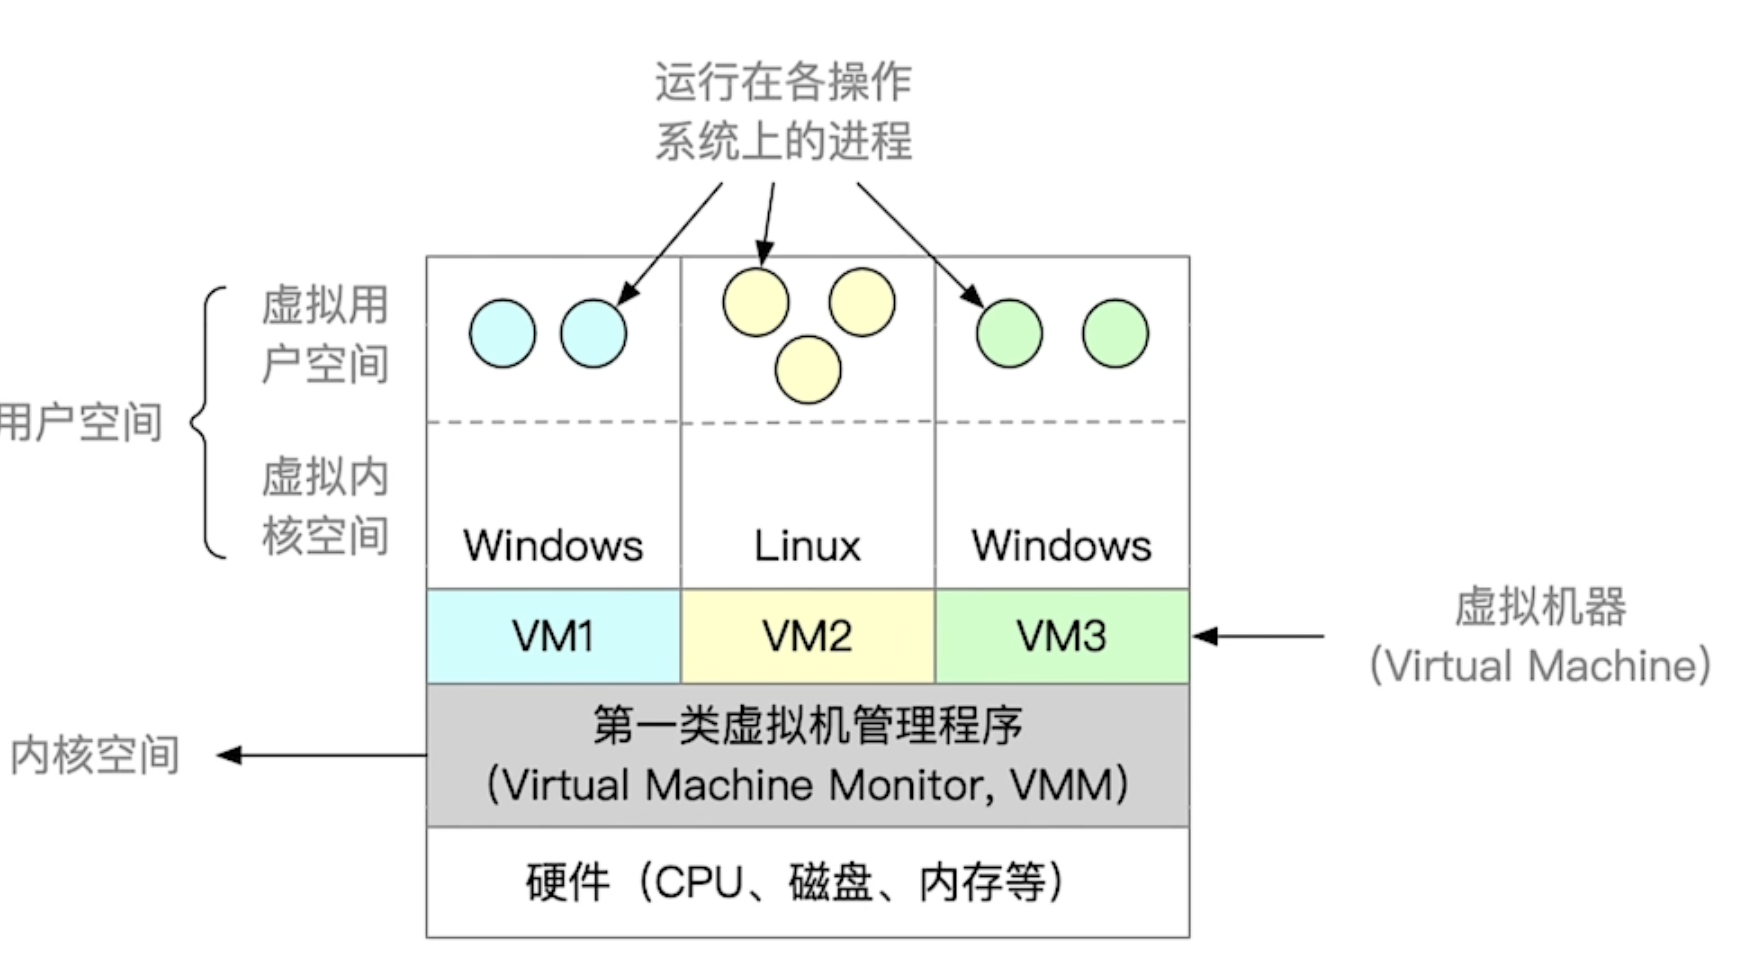 运行在各操作
系统上的进程
虚拟用
户空间
用户空间
虚拟内
核空间
Windows
Linux
Windows
VM1
VM2
VM3
虚拟机器
(Virtual Machine)
第一类虚拟机管理程序
(Virtual Machine Monitor, VMM)
内核空间
硬件（CPU、磁盘、内存等）